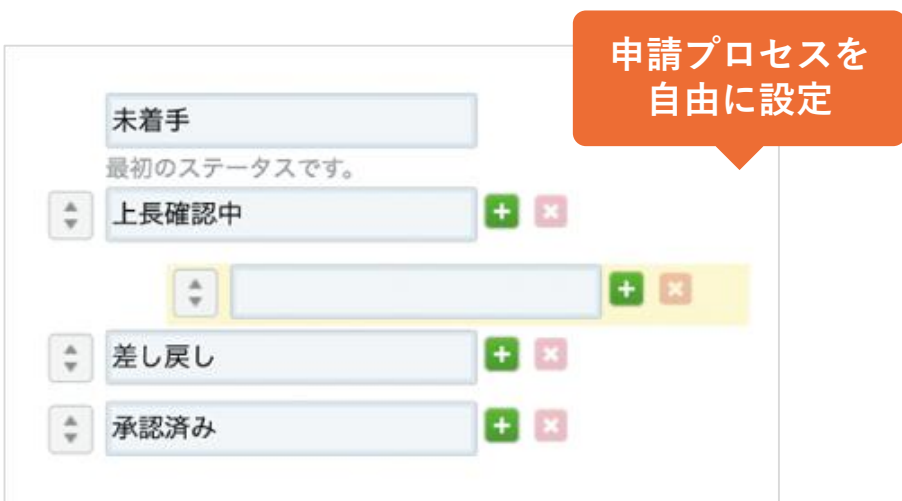 申請プロセスを
自由に設定
未着手
最初のステータスです。
上長確認中
差し戻し
承認済み